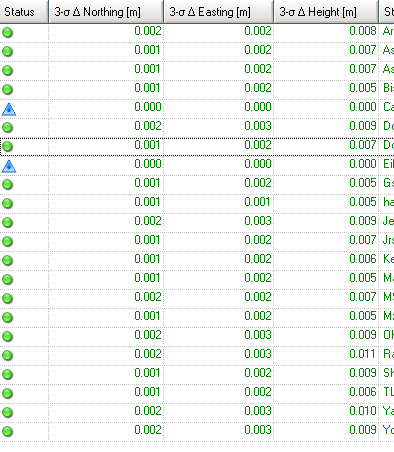 Status 3-σ Δ Northing [m] 3-σ Δ Easting [m] 3-σ Δ Height [m] St
0.002 0.002 0.008 Ar
0.001 0.002 0.007 As
0.001 0.002 0.007 As
0.001 0.002 0.005 Bis
0.000 0.000 0.000 Ca
0.002 0.003 0.009 Do
0.001 0.002 0.007 Do
0.000 0.000 0.000 Eil
0.001 0.002 0.005 Gs
0.001 0.001 0.005 ha
0.002 0.003 0.009 Je
0.001 0.002 0.007 Jrs
0.001 0.002 0.006 Ke
0.001 0.002 0.005
0.002 0.002 0.007 MS
0.001 0.002 0.005 Mz
0.002 0.003 0.009
0.002 0.003 0.011 Ra
0.001 0.002 0.009 Sh
0.001 0.002 0.006 TL
0.002 0.003 0.010 Ya
0.002 0.003 0.009 Yo